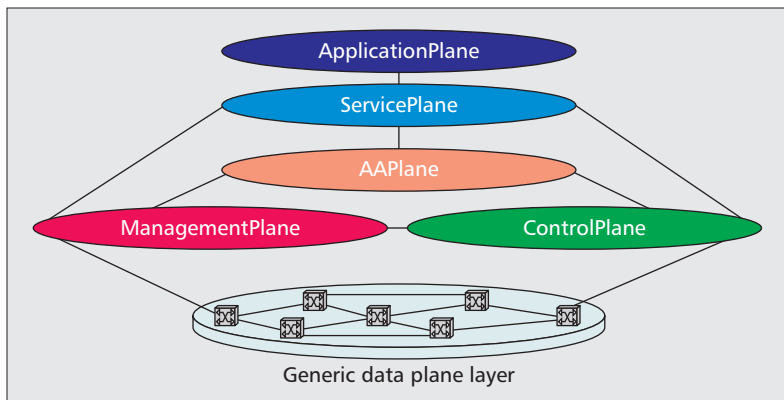 ApplicationPlane
ServicePlane
AAPlane
ManagementPlane
ControlPlane
Generic data plane layer